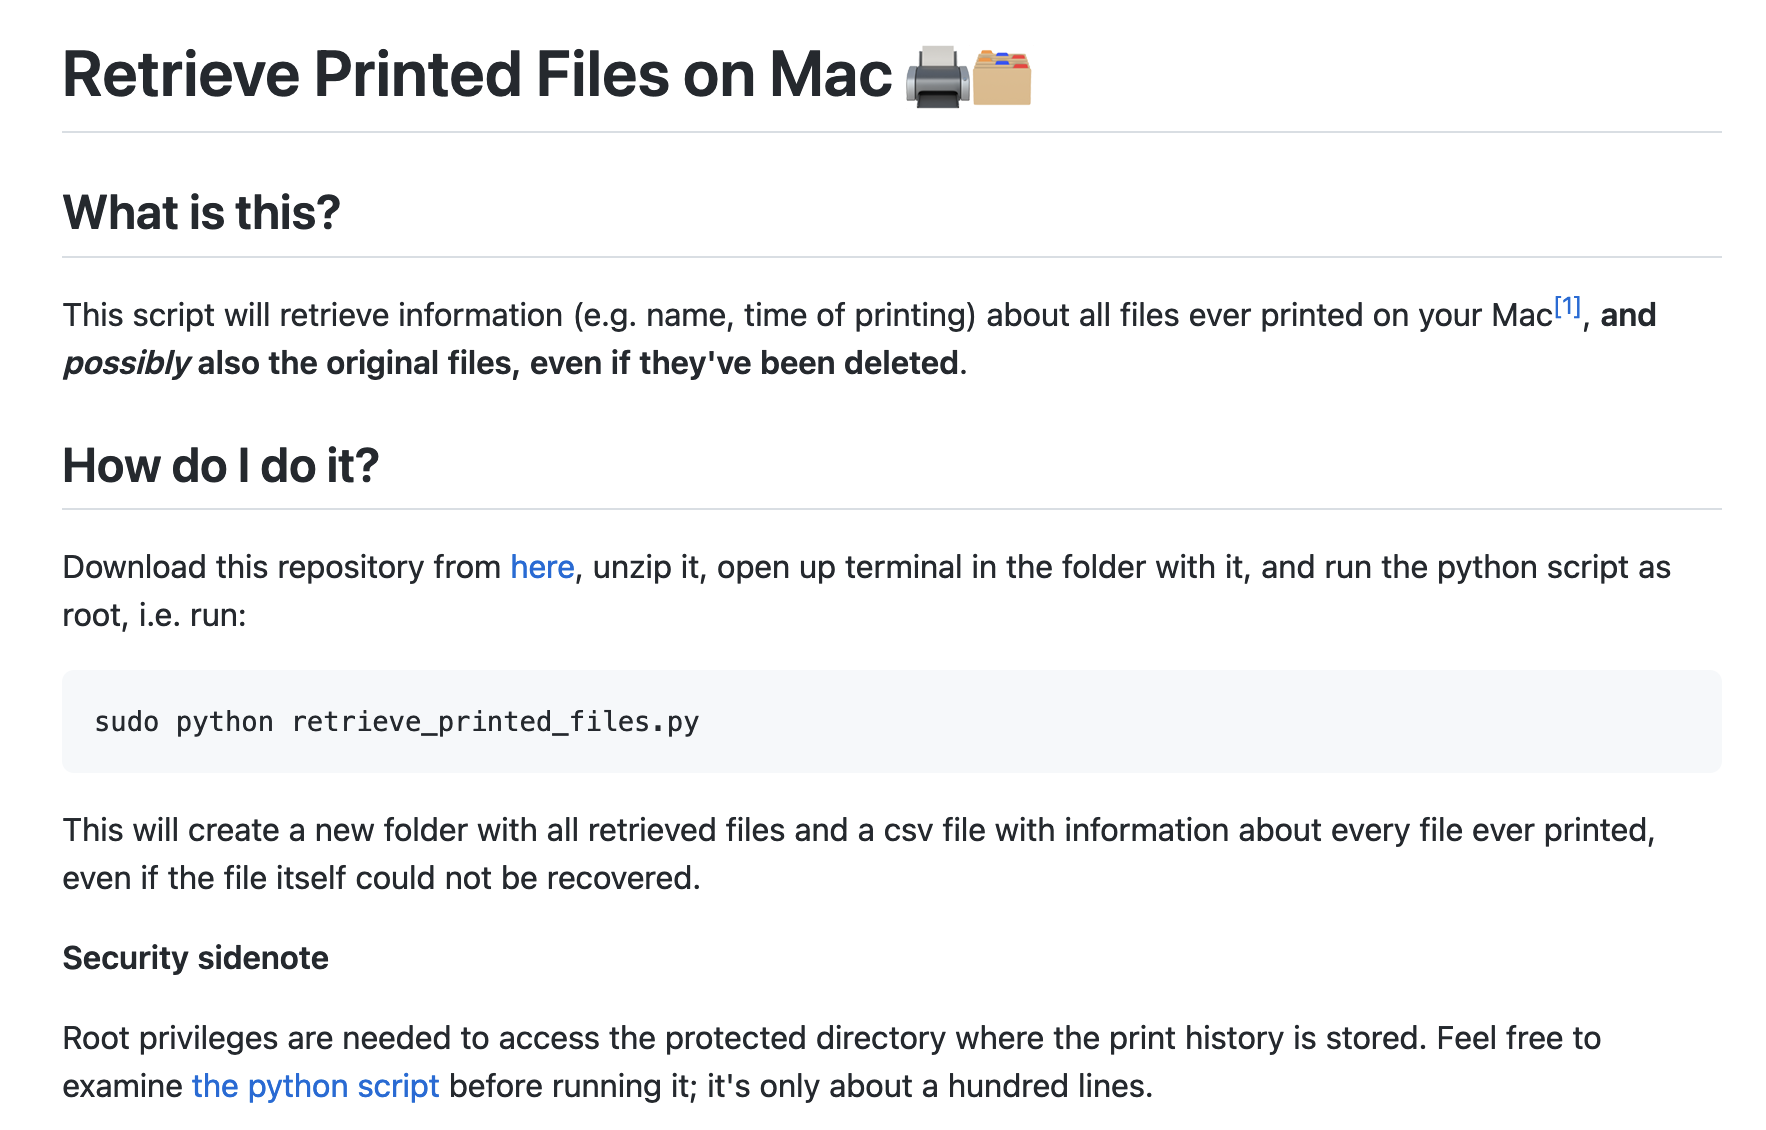 Retrieve Printed Files on Mac 🖨️🗂️
What is this?
This script will retrieve information (e.g. name, time of printing) about all files ever printed on your Mac[1], and
possibly also the original files, even if they've been deleted.
How do I do it?
Download this repository from here, unzip it, open up terminal in the folder with it, and run the python script as
root, i.e. run:
sudo python retrieve_printed_files.py
This will create a new folder with all retrieved files and a csv file with information about every file ever printed,
even if the file itself could not be recovered.
Security sidenote
Root privileges are needed to access the protected directory where the print history is stored. Feel free to
examine the python script before running it; it's only about a hundred lines.